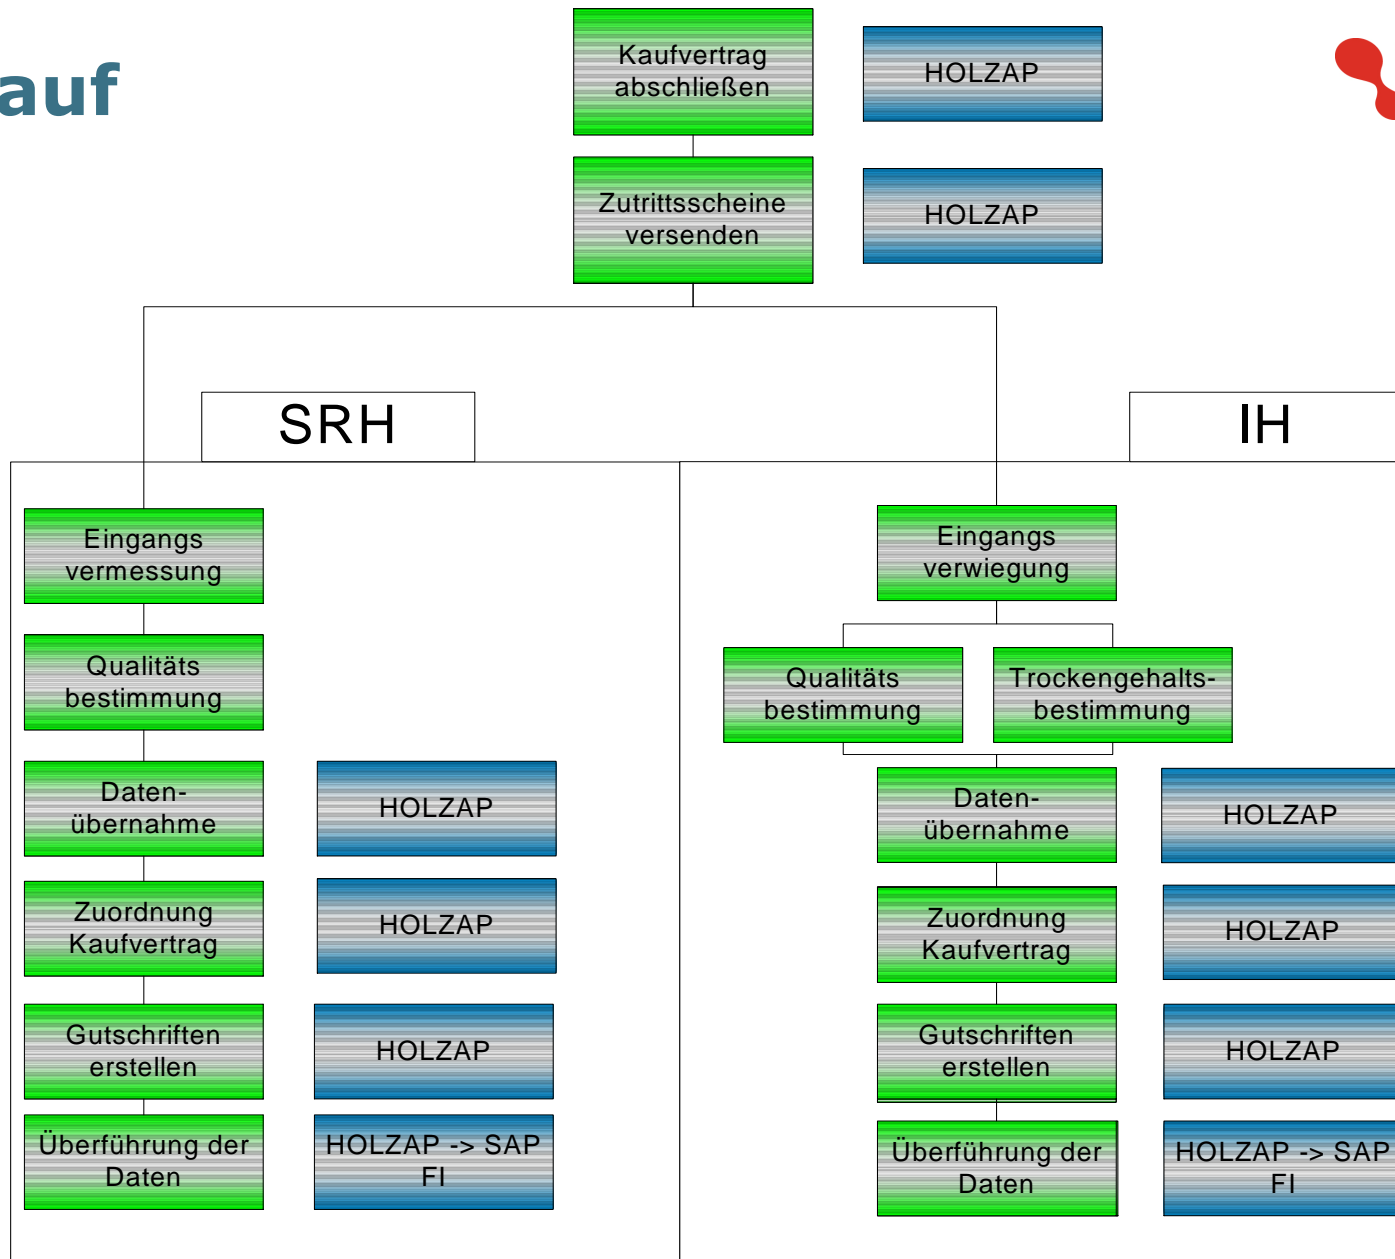 auf
Kaufvertrag
abschließen
HOLZAP
Zutrittsscheine
versenden
HOLZAP
SRH
IH
Eingangs
vermessung
Qualitäts
bestimmung
Daten-
übernahme
HOLZAP
Zuordnung
Kaufvertrag
HOLZAP
Gutschriften
erstellen
HOLZAP
Überführung der
Daten
HOLZAP -> SAP
FI
Eingangs
verwiegung
Qualitäts
bestimmung
Trockengehalts-
bestimmung
Daten-
übernahme
HOLZAP
Zuordnung
Kaufvertrag
HOLZAP
Gutschriften
erstellen
HOLZAP
Überführung der
Daten
HOLZAP -> SAP
FI